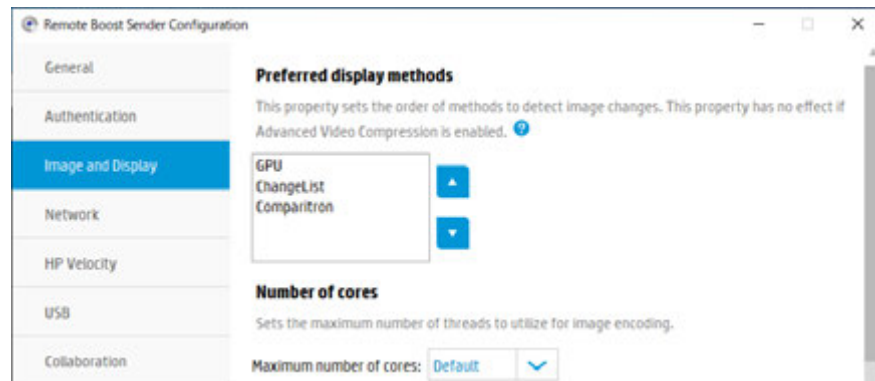 Remote Boost Sender Configuration
General
Authentication
Image and Display
Network
HP Velocity
USB
Collaboration
Preferred display methods
This property sets the order of methods to detect image changes. This property has no effect if
Advanced Video Compression is enabled.
GPU
ChangeList
Comparitron
Number of cores
Sets the maximum number of threads to utilize for image encoding.
Maximum number of cores: Default